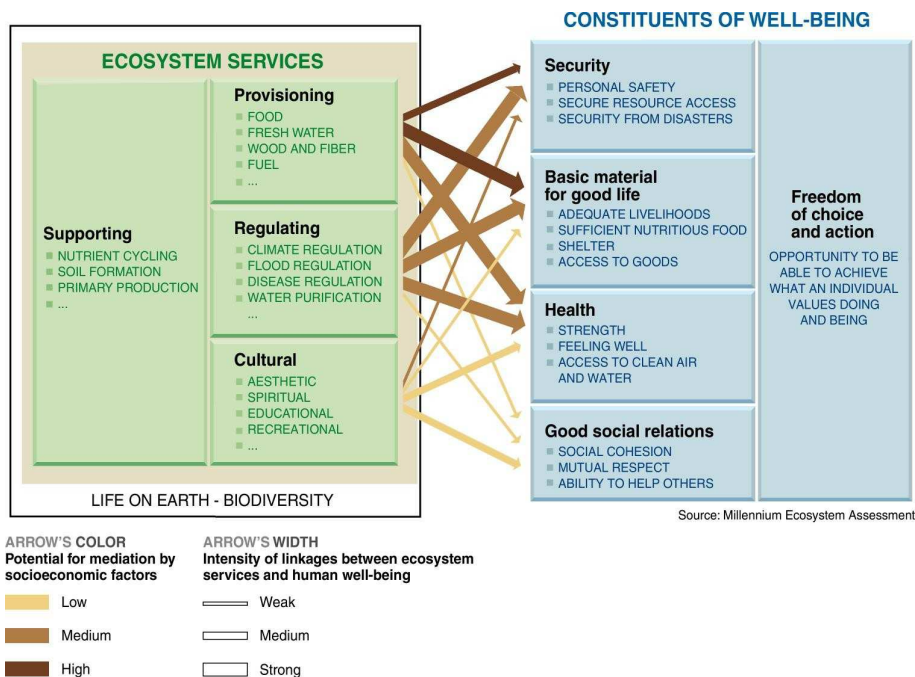 CONSTITUENTS OF WELL-BEING
ECOSYSTEM SERVICES
Supporting
NUTRIENT CYCLING
SOIL FORMATION
PRIMARY PRODUCTION
...
Provisioning
FOOD
FRESH WATER
WOOD AND FIBER
FUEL
...
Regulating
CLIMATE REGULATION
FLOOD REGULATION
DISEASE REGULATION
WATER PURIFICATION
...
Cultural
AESTHETIC
SPIRITUAL
EDUCATIONAL
RECREATIONAL
...
LIFE ON EARTH - BIODIVERSITY
Security
PERSONAL SAFETY
SECURE RESOURCE ACCESS
SECURITY FROM DISASTERS
Basic material
for good life
ADEQUATE LIVELIHOODS
SUFFICIENT NUTRITIOUS FOOD
SHELTER
ACCESS TO GOODS
Health
STRENGTH
FEELING WELL
ACCESS TO CLEAN AIR
AND WATER
Good social relations
SOCIAL COHESION
MUTUAL RESPECT
ABILITY TO HELP OTHERS
Freedom
of choice
and action
OPPORTUNITY TO BE
ABLE TO ACHIEVE
WHAT AN INDIVIDUAL
VALUES DOING
AND BEING
Source: Millennium Ecosystem Assessment
ARROW'S COLOR
Potential for mediation by
socioeconomic factors
Low
Medium
High
ARROW'S WIDTH
Intensity of linkages between ecosystem
services and human well-being
Weak
Medium
Strong